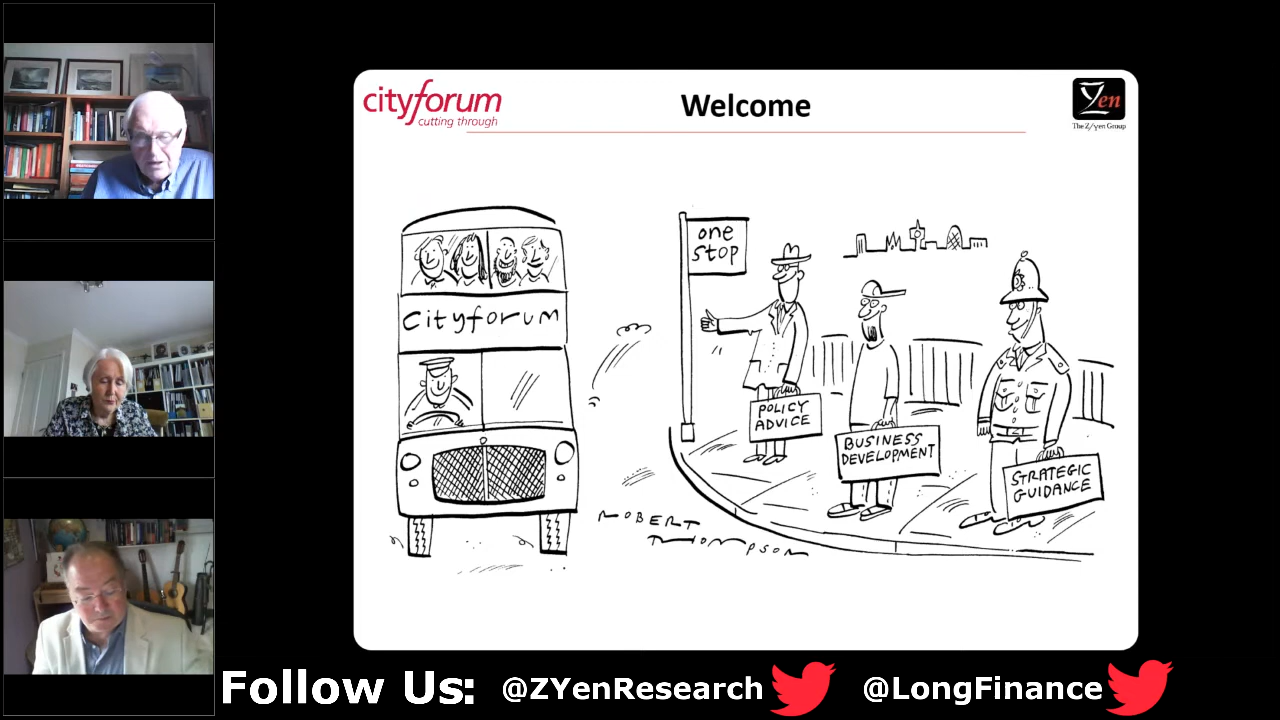 cityforum
cutting through
Welcome
Zyen
The Z/yen Group
one
stop
cityforum
POLICY
ADVICE
BUSINESS
DEVELOPMENT
STRATEGIC
GUIDANCE
ROBERT
THOMPSON
Follow Us: @ZYenResearch @LongFinance